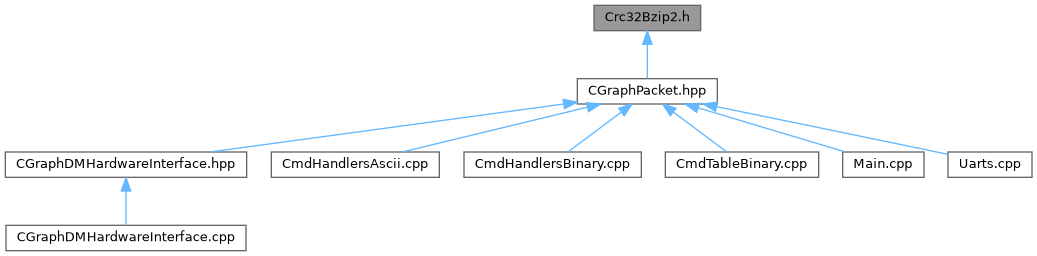 Crc32Bzip2.h
CGraphPacket.hpp
CGraphDMHardwareInterface.hpp
CmdHandlersAscii.cpp
CmdHandlersBinary.cpp
CmdTableBinary.cpp
Main.cpp
Uarts.cpp
CGraphDMHardwareInterface.cpp